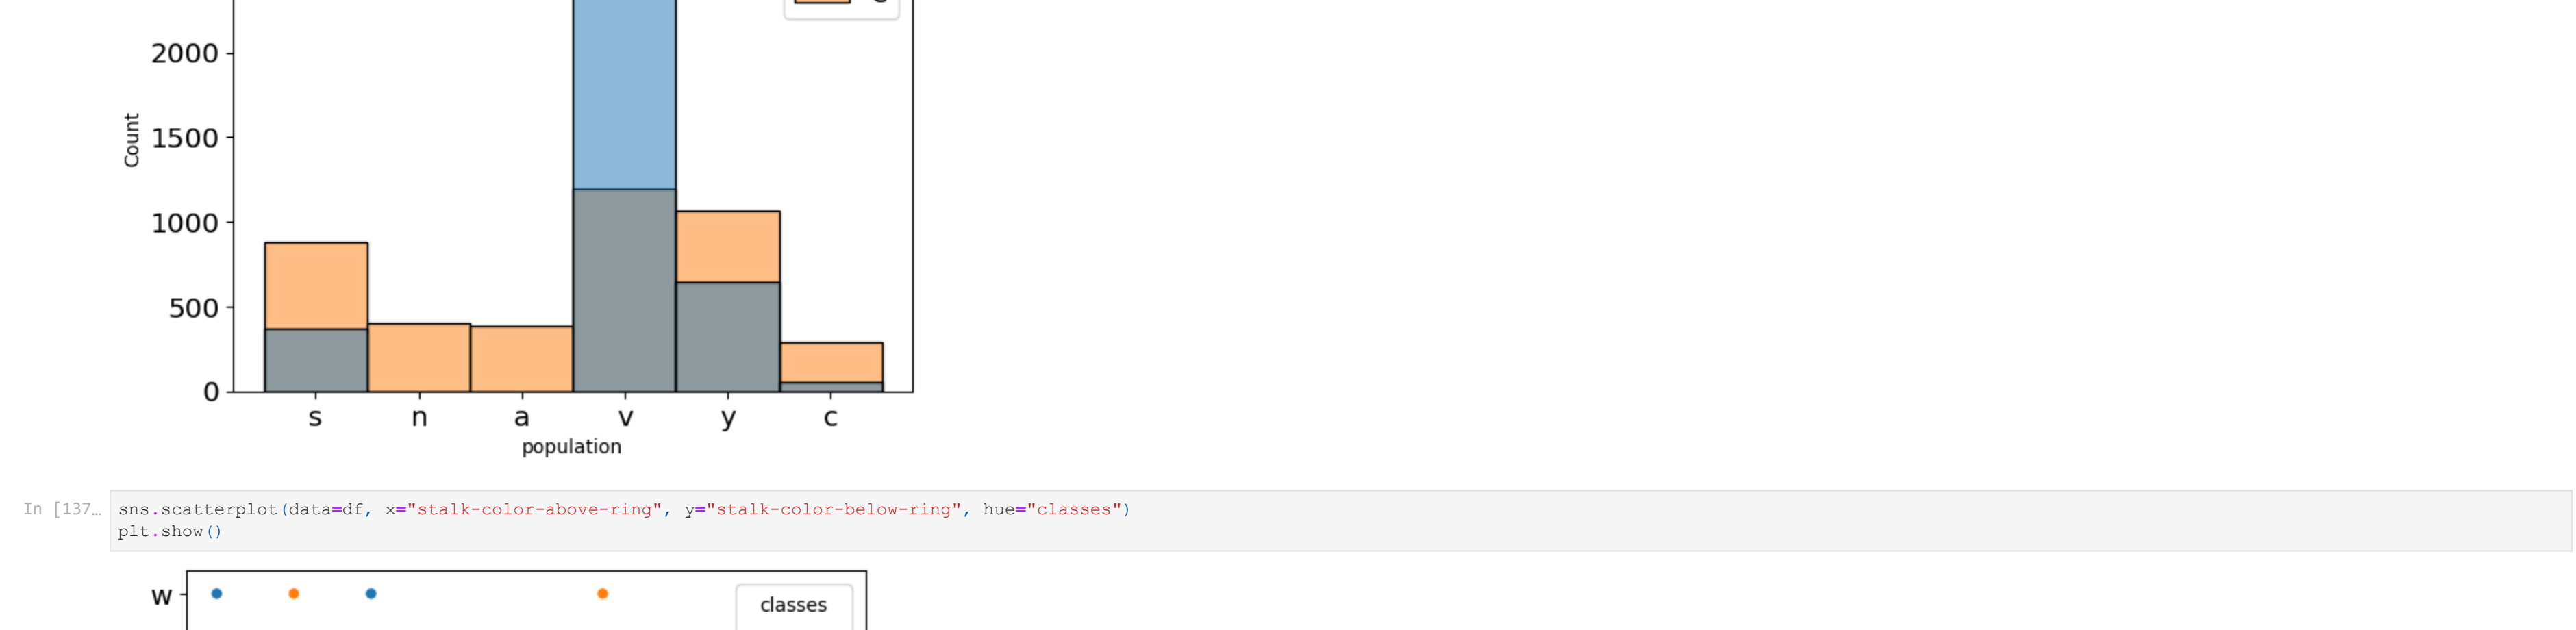 2000
1500
1000
500
0
Count
s n a v y c
population
In [137…
sns.scatterplot(data=df, x="stalk-color-above-ring", y="stalk-color-below-ring", hue="classes")
plt.show()
w
classes